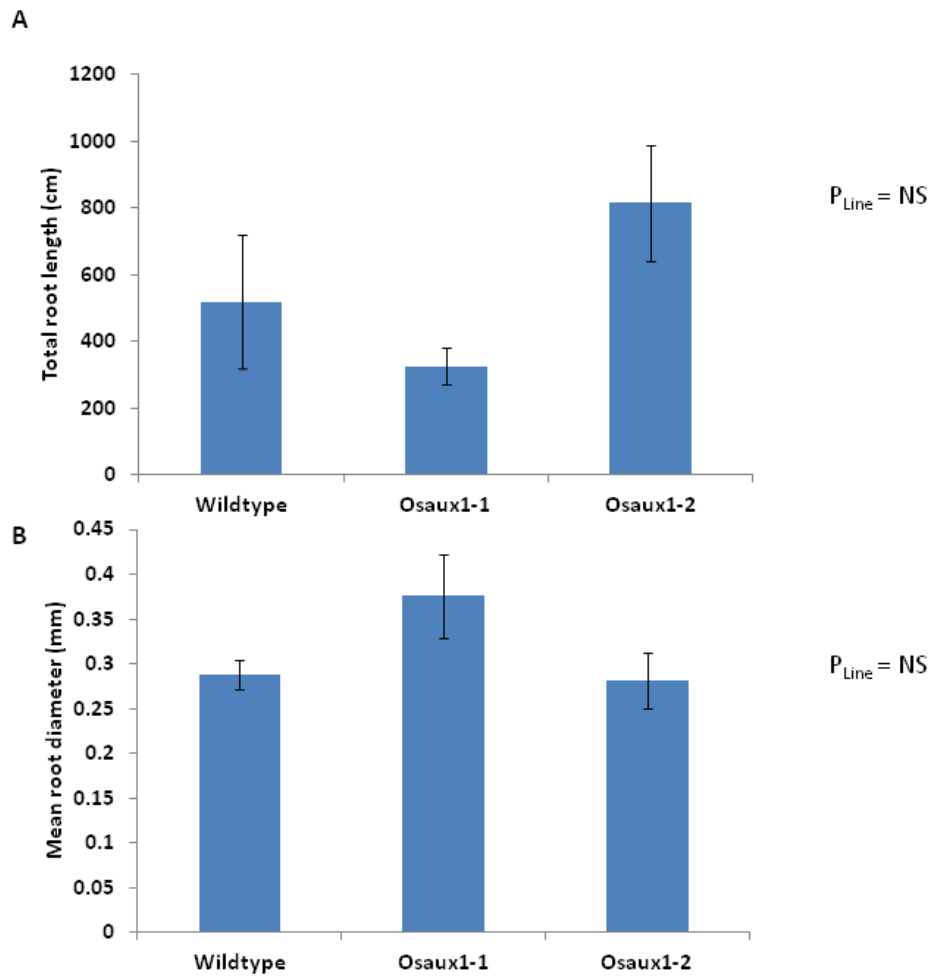 A
Total root length (cm)
1200
1000
800
600
400
200
0
Wildtype Osaux1-1 Osaux1-2
P Line = NS
B
Mean root diameter (mm)
0.45
0.4
0.35
0.3
0.25
0.2
0.15
0.1
0.05
0
Wildtype Osaux1-1 Osaux1-2
P Line = NS